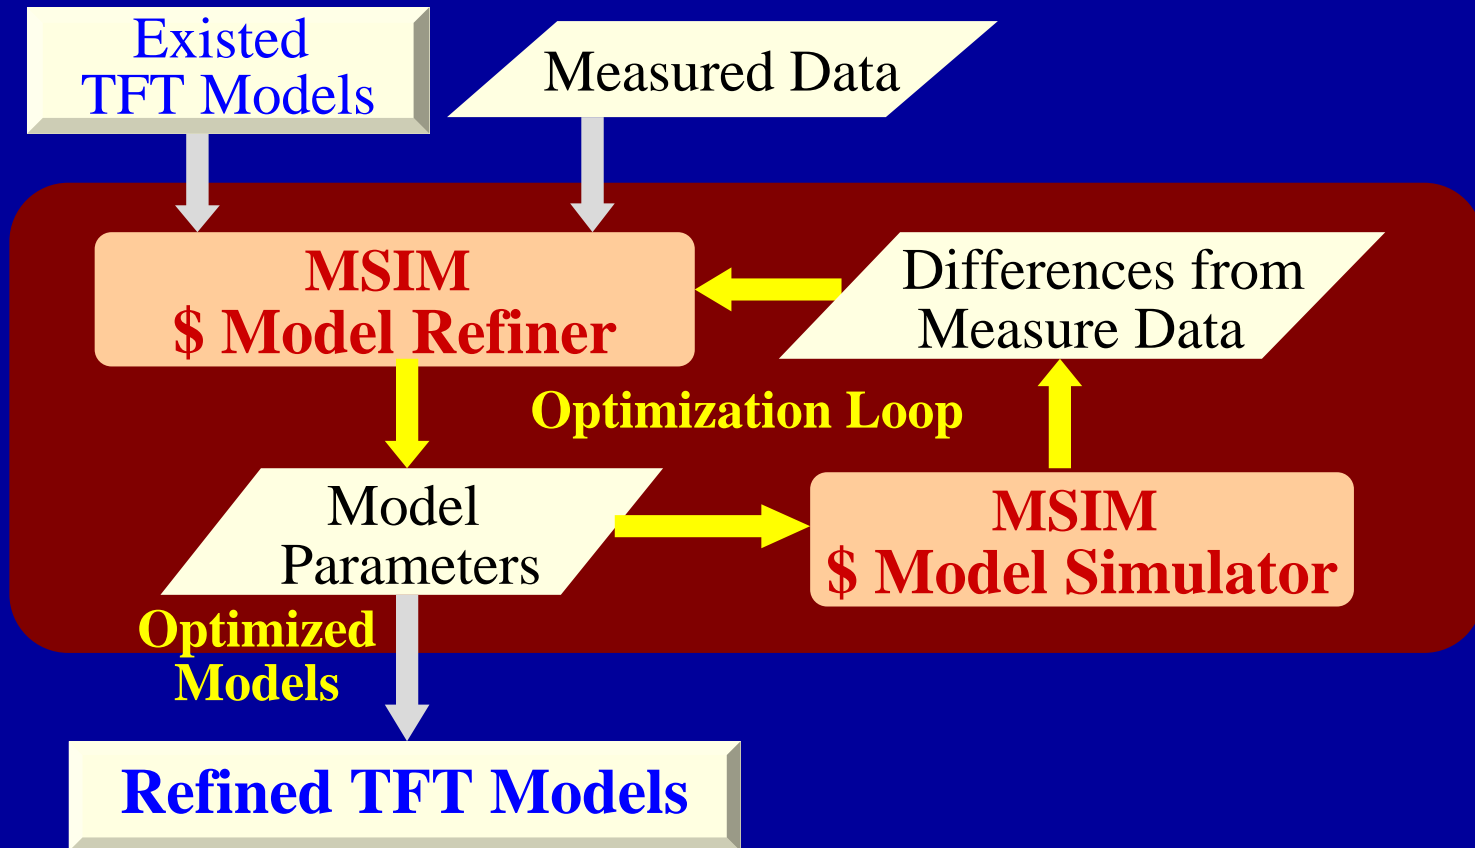 Existed
TFT Models
Measured Data
MSIM
$ Model Refiner
Differences from
Measure Data
Optimization Loop
Model
Parameters
MSIM
$ Model Simulator
Optimized
Models
Refined TFT Models